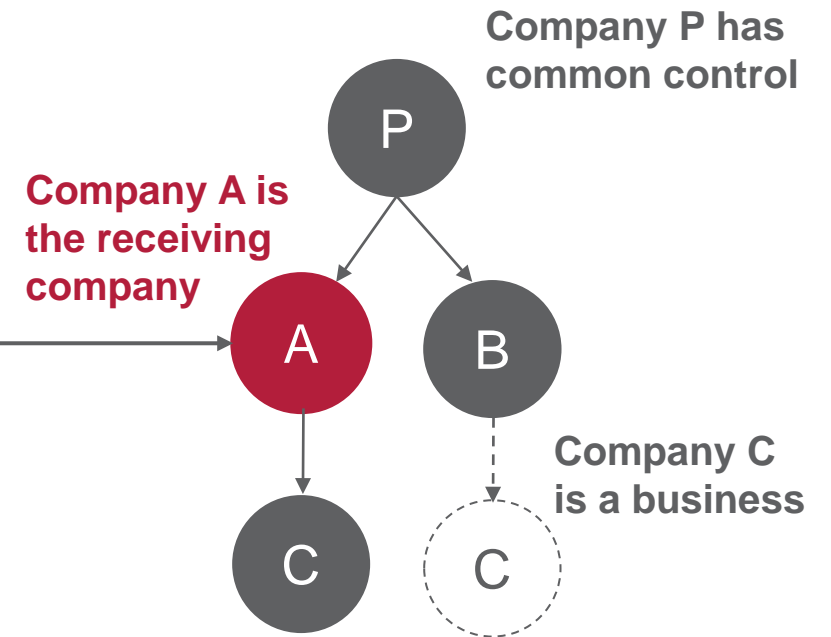 Company P has
common control
P
Company A is
the receiving
company
A
B
Company C
is a business
C
C